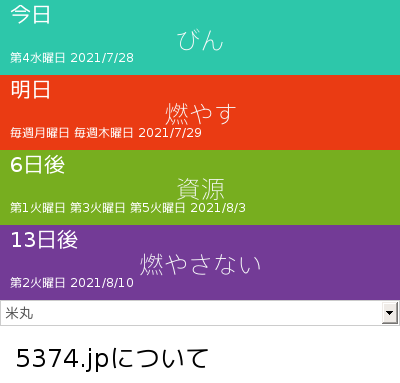 今日
びん
第4水曜日 2021/7/28
明日
燃やす
毎週月曜日 毎週木曜日 2021/7/29
6日後
資源
第1火曜日 第3火曜日 第5火曜日 2021/8/3
13日後
燃やさない
第2火曜日 2021/8/10
米丸
5374.jpについて